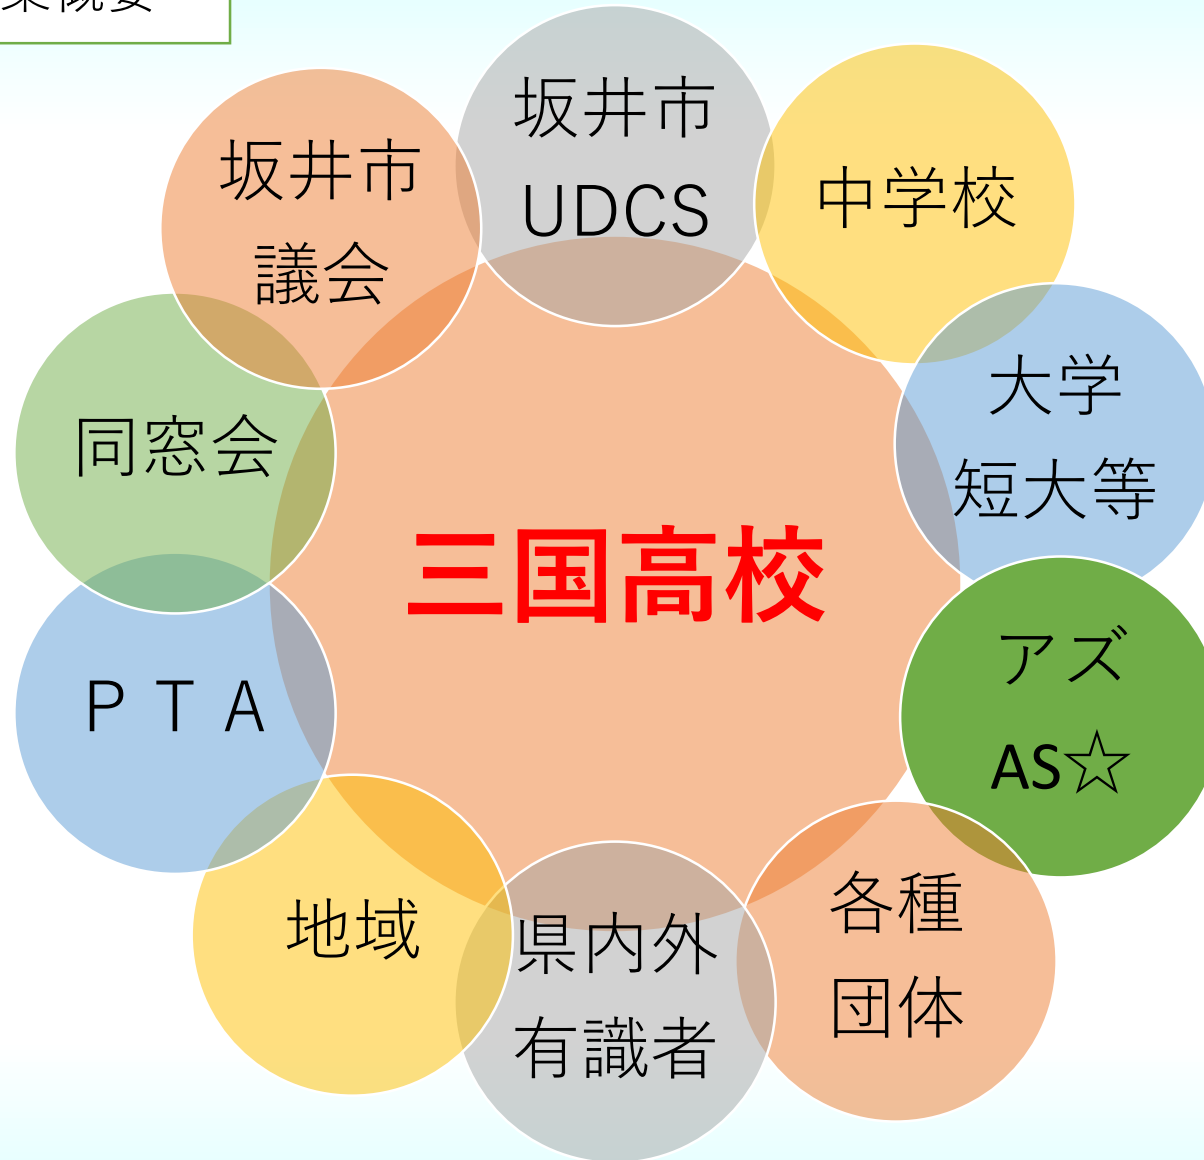 概要
坂井市
UDCS
中学校
大学
短大等
アズ
AS☆
各種
団体
県内外
有識者
地域
ＰＴＡ
同窓会
坂井市
議会
三国高校